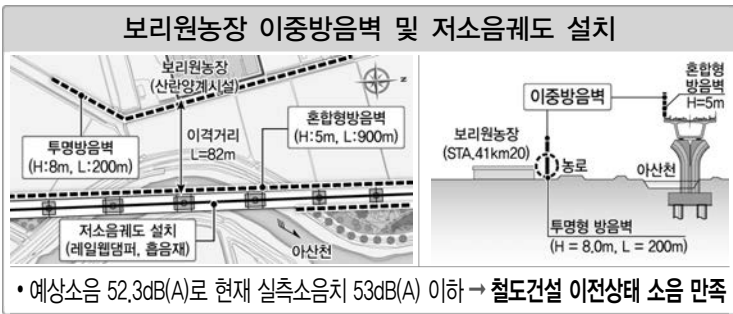 보리원농장 이중방음벽 및 저소음궤도 설치
보리원농장
(산란양계시설)
투명방음벽
(H:8m, L:200m)
이격거리
L=82m
혼합형방음벽
(H:5m, L:900m)
N
저소음궤도 설치
(레일웹댐퍼, 흡음재)
아산천
혼합형
방음벽
H=5m
이중방음벽
보리원농장
(STA.41km20)
농로
아산천
투명형 방음벽
(H = 8.0m, L = 200m)
• 예상소음 52.3dB(A)로 현재 실측소음치 53dB(A) 이하 → 철도건설 이전상태 소음 만족